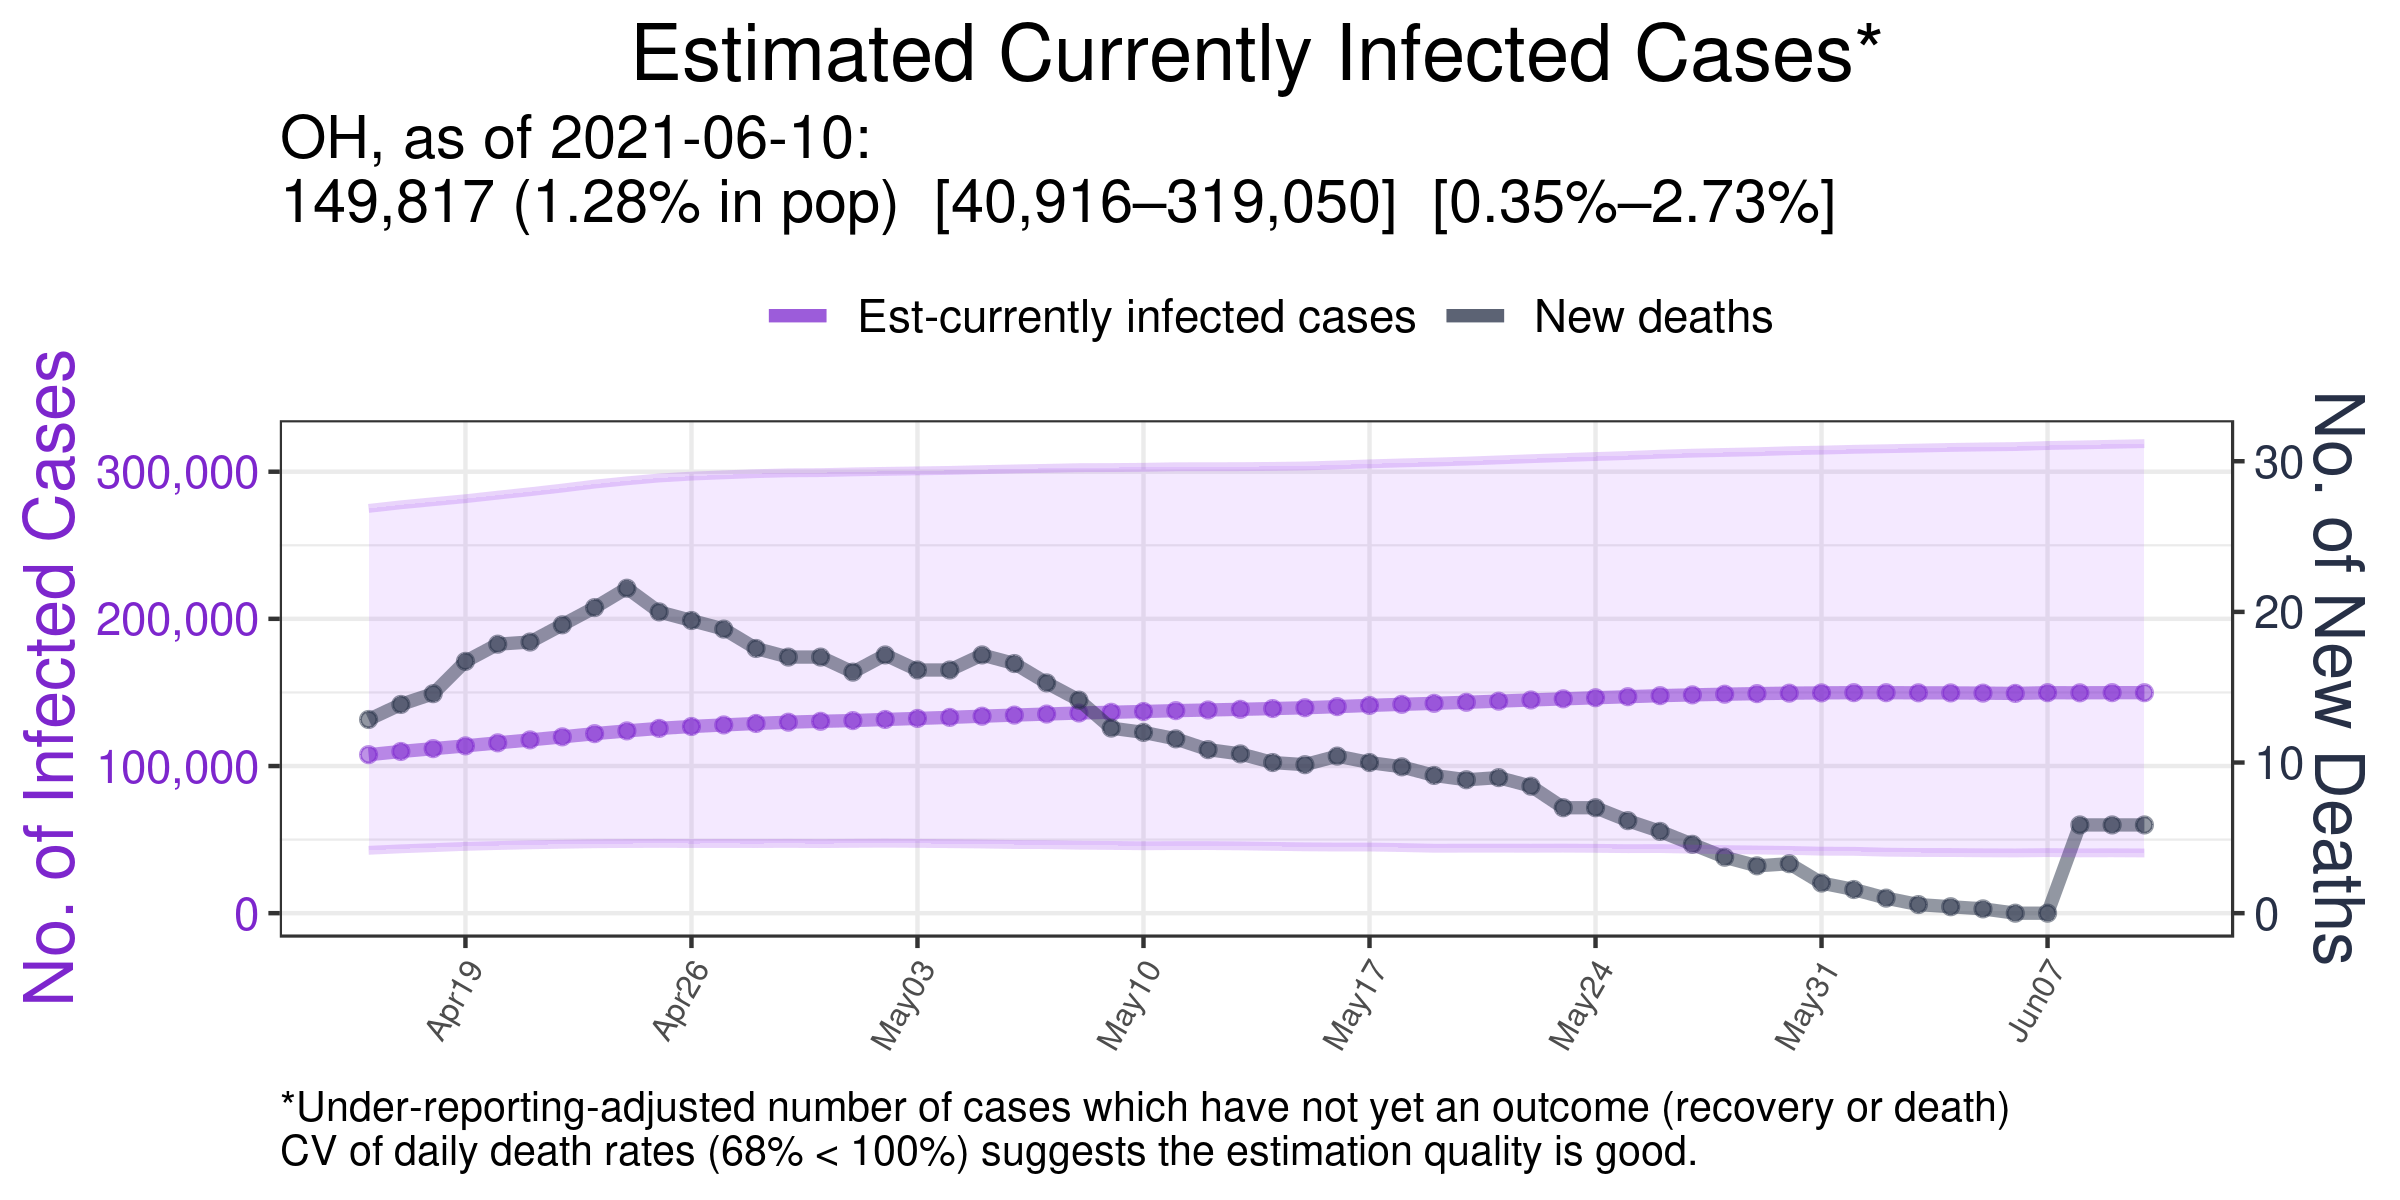 Estimated Currently Infected Cases*
OH, as of 2021-06-10:
149,817 (1.28% in pop)  [40,916–319,050]  [0.35%–2.73%]
Est-currently infected cases
New deaths
No. of Infected Cases
300,000
200,000
100,000
0
30
20
10
0
No. of New Deaths
Apr19
Apr26
May03
May10
May17
May24
May31
Jun07
*Under-reporting-adjusted number of cases which have not yet an outcome (recovery or death)
CV of daily death rates (68% < 100%) suggests the estimation quality is good.